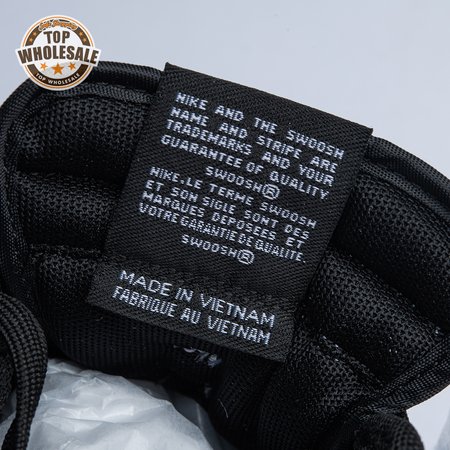 TOP
WHOLESALE
TOP WHOLESALE
NIKE AND THE SWOOSH
NAME AND STRIPE ARE
TRADEMARKS AND YOUR
GUARANTEE OF QUALITY
SWOOSH®
NIKE.LE TERME SWOOSH
ET SON SIGLE SONT DES
MARQUES DEPOSEES ET
VOTRE GARANTIE DE QUALITE.
SWOOSH®
MADE IN VIETNAM
FABRIQUE AU VIETNAM